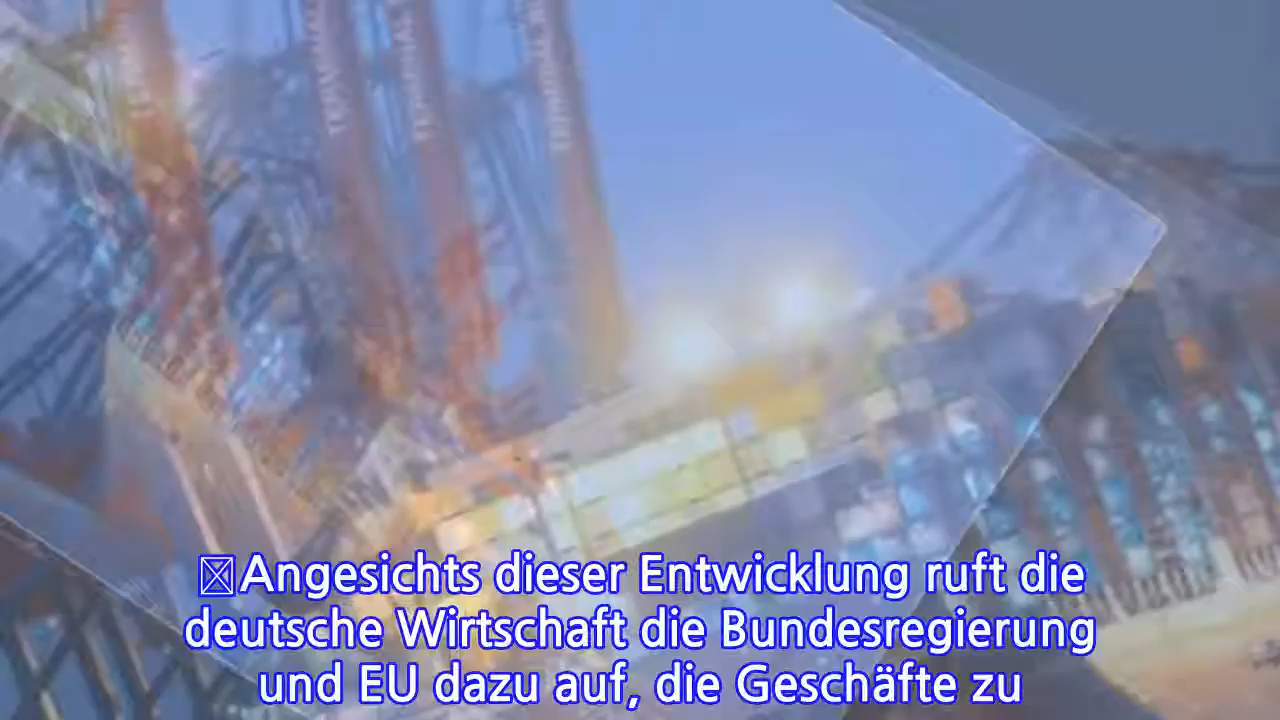 Angesichts dieser Entwicklung ruft die
deutsche Wirtschaft die Bundesregierung
und EU dazu auf, die Geschäfte zu